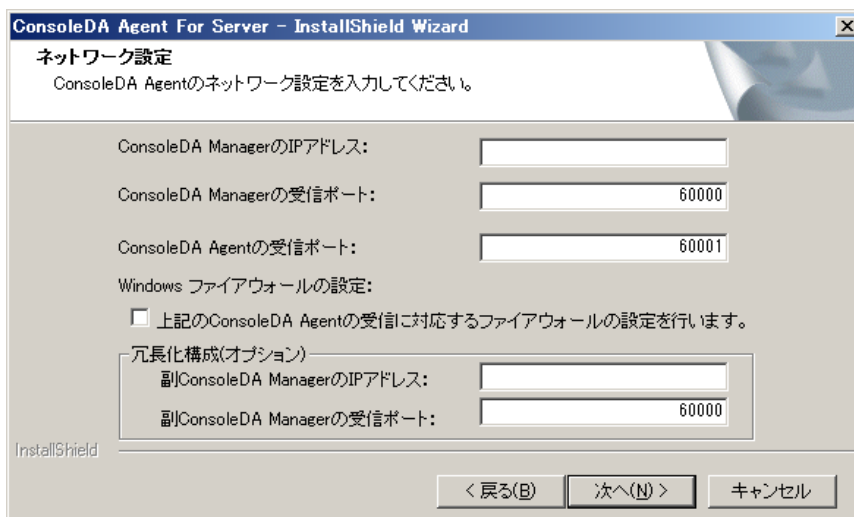 ConsoleDA Agent For Server - InstallShield Wizard
ネットワーク設定
ConsoleDA Agentのネットワーク設定を入力してください。
ConsoleDA ManagerのIPアドレス:
ConsoleDA Managerの受信ポート: 60000
ConsoleDA Agentの受信ポート: 60001
Windows ファイアウォールの設定:
上記のConsoleDA Agentの受信に対応するファイアウォールの設定を行います。
冗長化構成(オプション)
副ConsoleDA ManagerのIPアドレス:
副ConsoleDA Managerの受信ポート: 60000
InstallShield
< 戻る(B) 次へ(N) > キャンセル